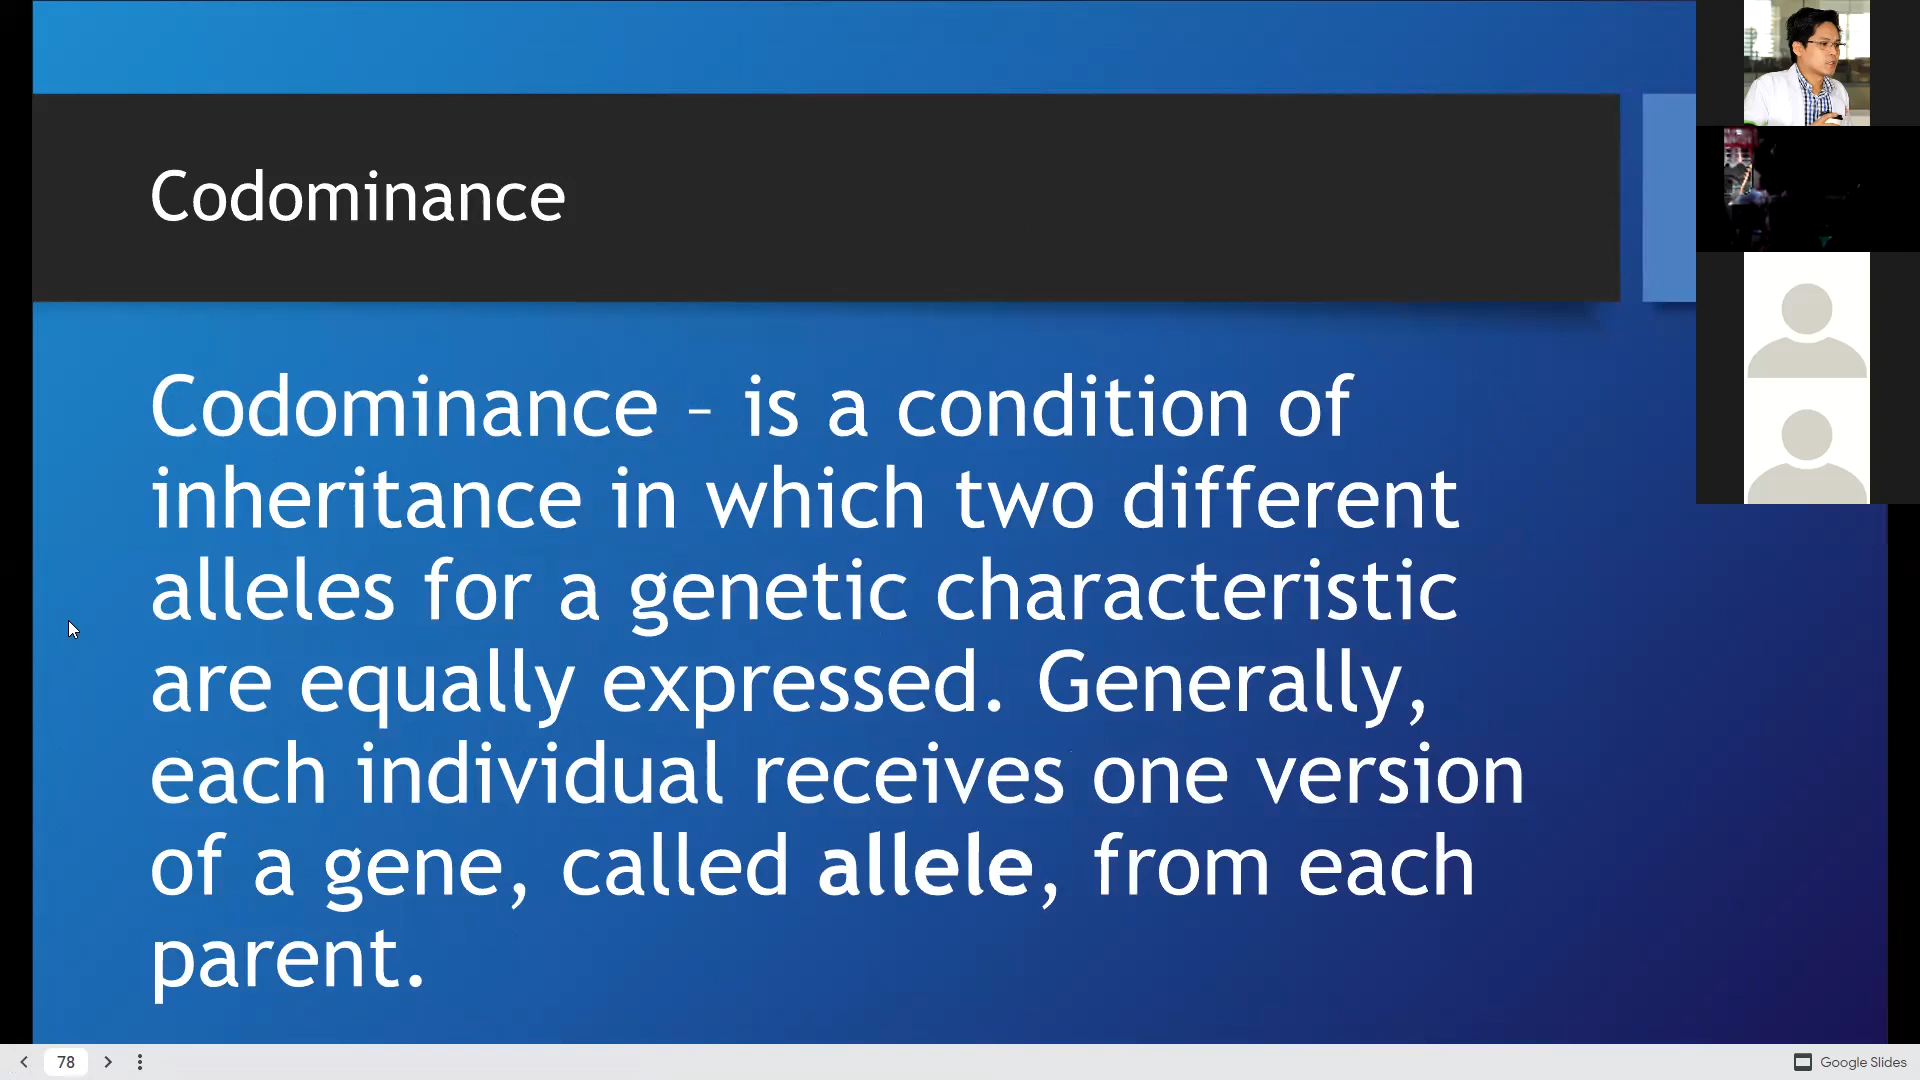 Codominance
Codominance – is a condition of
inheritance in which two different
alleles for a genetic characteristic
are equally expressed. Generally,
each individual receives one version
of a gene, called allele, from each
parent.
78
Google Slides